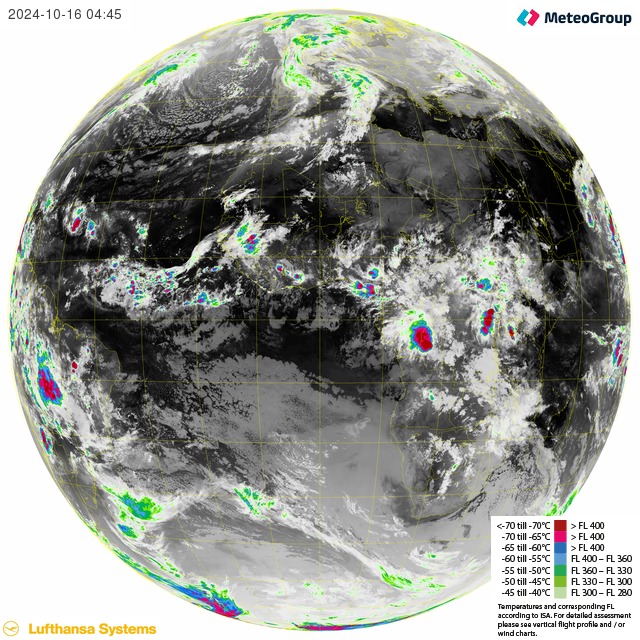 2024-10-16 04:45
MeteoGroup
<-70 till -70°C > FL 400
-70 till -65°C > FL 400
-65 till -60°C > FL 400
-60 till -55°C FL 400 – FL 360
-55 till -50°C FL 360 – FL 330
-50 till -45°C FL 330 – FL 300
-45 till -40°C FL 300 – FL 280
Temperatures and corresponding FL
according to ISA. For detailed assessment
please see vertical flight profile and / or
wind charts.
Lufthansa Systems